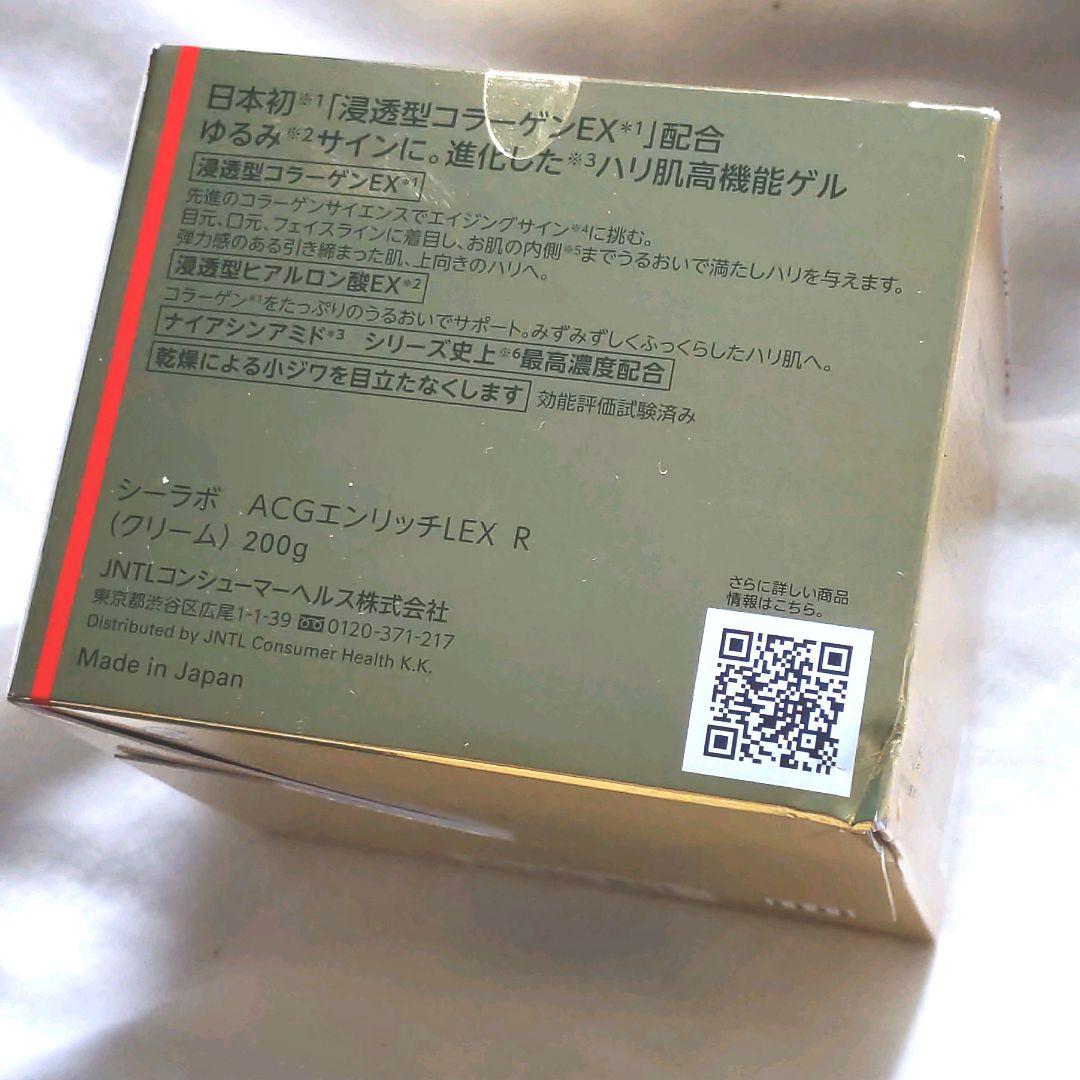 日本初※1「浸透型コラーゲンEX*1」配合
ゆるみ※2サインに。進化した※3ハリ肌高機能ゲル
浸透型コラーゲンEX*1
先進のコラーゲンサイエンスでエイジングサイン※4に挑む。
目元、口元、フェイスラインに着目し、お肌の内側※5までうるおいで満たしハリを与えます。
弾力感のある引き締まった肌、上向きのハリへ。
浸透型ヒアルロン酸EX*2
コラーゲン*1をたっぷりのうるおいでサポート。みずみずしくふっくらしたハリ肌へ。
ナイアシンアミド*3 シリーズ史上※6最高濃度配合
乾燥による小ジワを目立たなくします 効能評価試験済み
シーラボ ACGエンリッチLEX R
(クリーム) 200g
JNTLコンシューマーヘルス株式会社
東京都渋谷区広尾1-1-39 0120-371-217
Distributed by JNTL Consumer Health K.K.
Made in Japan
さらに詳しい商品
情報はこちら。